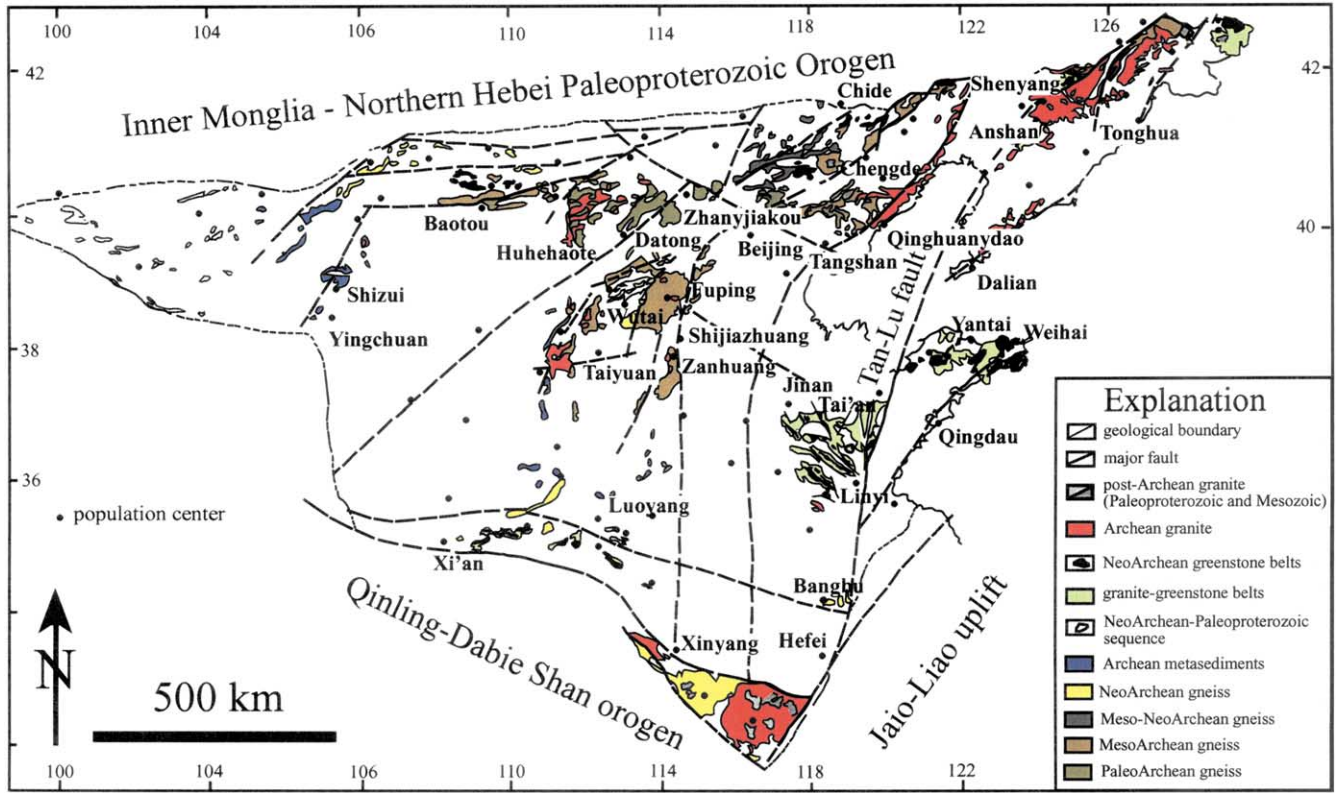 100 104 106 110 114 118 122 126
42 42
Inner Monglia - Northern Hebei Paleoproterozoic Orogen
Chide
Shenyang
Anshan
Tonghua
Chengde
Baotou
Zhanyjiakou
40
Huhehaote
Datong
Beijing
Qinghuanydao
Tangshan
Dalian
Shizui
Fuping
Wutai
Tan-Lu fault
Yantai
Weihai
Yingchuan
38
Shijiazhuang
Taiyuan
Zanhuang
Jinan
Tai'an
Qingdau
36
Linyi
Luoyang
population center
Xi'an
Banghu
Qinling-Dabie Shan orogen
Xinyang
Hefei
Jaio-Liao uplift
N
500 km
Explanation
geological boundary
major fault
post-Archean granite
(Paleoproterozoic and Mesozoic)
Archean granite
NeoArchean greenstone belts
granite-greenstone belts
NeoArchean-Paleoproterozoic
sequence
Archean metasediments
NeoArchean gneiss
Meso-NeoArchean gneiss
MesoArchean gneiss
PaleoArchean gneiss
100 104 106 110 114 118 122